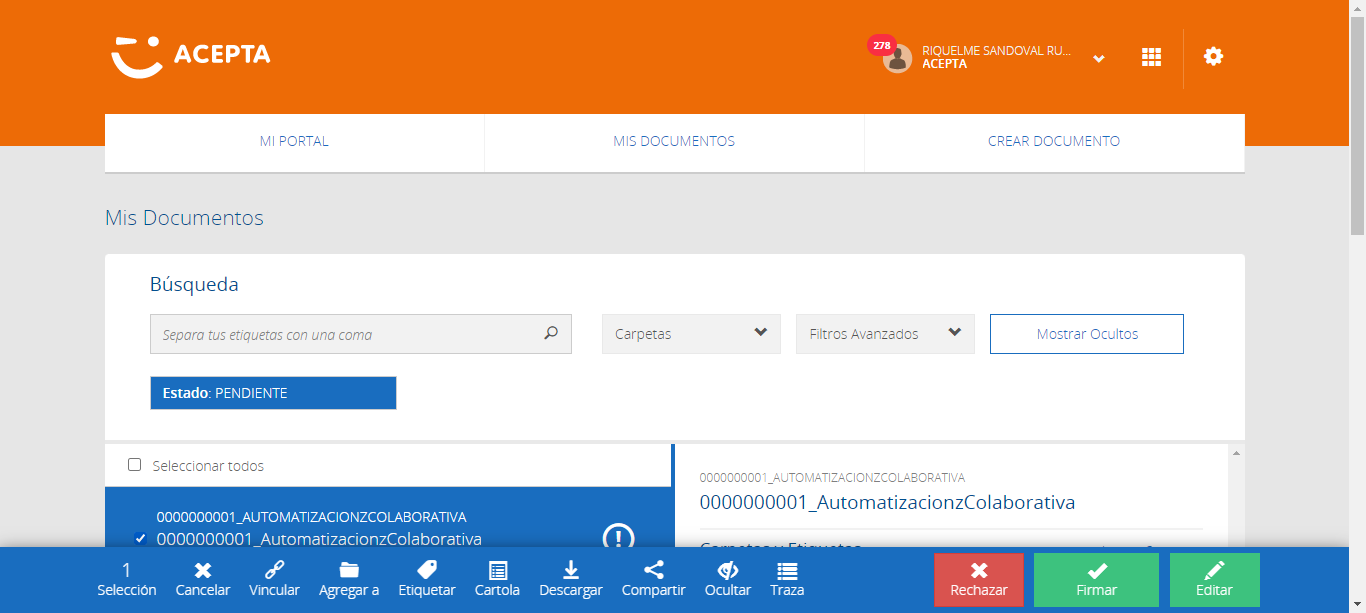 ACEPTA
278
RIQUELME SANDOVAL RU...
ACEPTA
MI PORTAL
MIS DOCUMENTOS
CREAR DOCUMENTO
Mis Documentos
Búsqueda
Separa tus etiquetas con una coma
Carpetas
Filtros Avanzados
Mostrar Ocultos
Estado: PENDIENTE
Seleccionar todos
0000000001_AUTOMATIZACIONZCOLABORATIVA
0000000001_AutomatizacionzColaborativa
0000000001_AUTOMATIZACIONZCOLABORATIVA
0000000001_AutomatizacionzColaborativa
Carpetas y Etiquetas
1
Selección
Cancelar
Vincular
Agregar a
Etiquetar
Cartola
Descargar
Compartir
Ocultar
Traza
Rechazar
Firmar
Editar